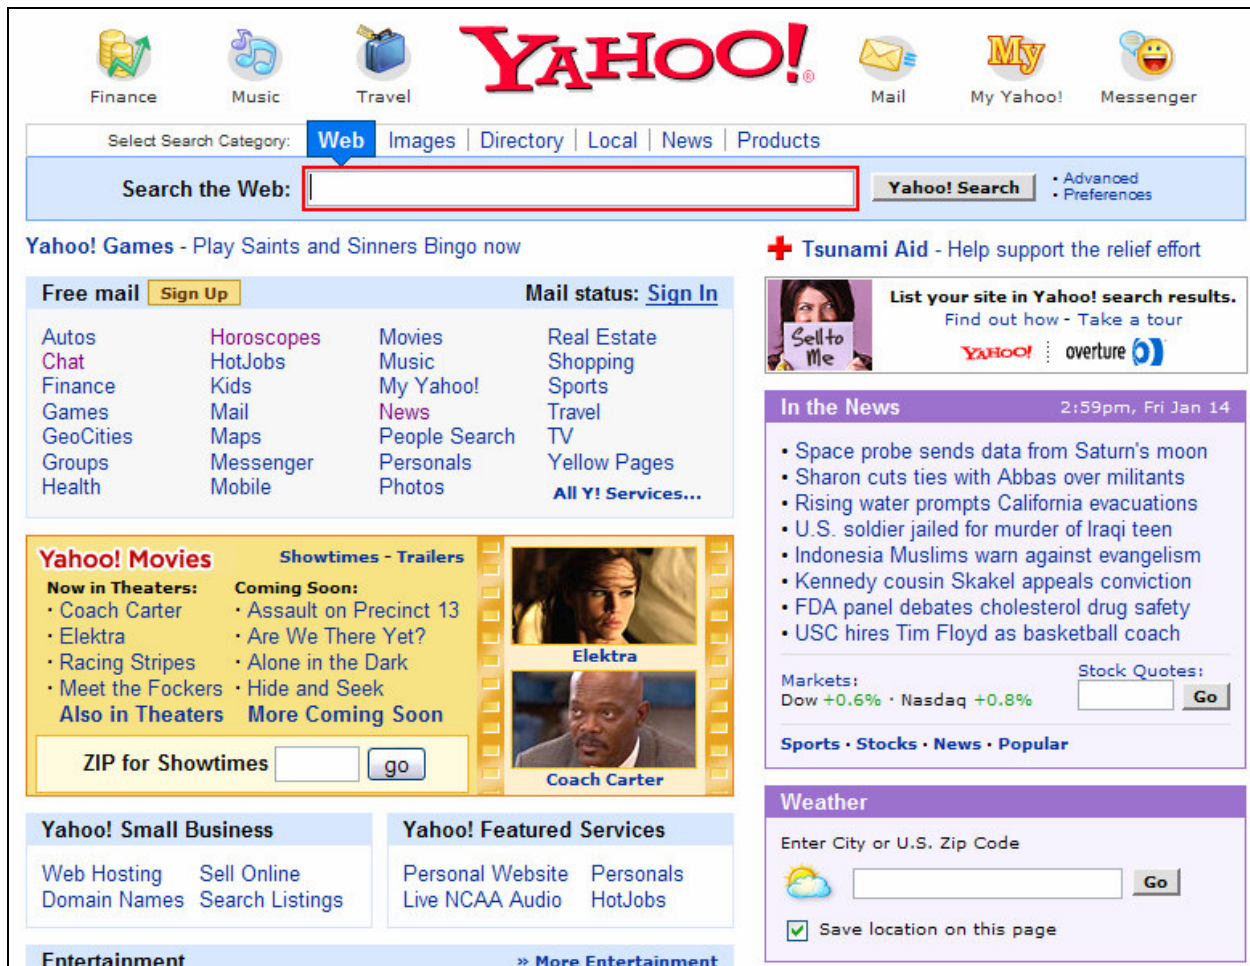 Finance Music Travel YAHOO!® Mail My Yahoo! Messenger
Select Search Category: Web Images | Directory | Local | News | Products
Search the Web: Yahoo! Search • Advanced
• Preferences
Yahoo! Games - Play Saints and Sinners Bingo now
Free mail Sign Up Mail status: Sign In
Autos Horoscopes Movies Real Estate
Chat HotJobs Music Shopping
Finance Kids My Yahoo! Sports
Games Mail News Travel
GeoCities Maps People Search TV
Groups Messenger Personals Yellow Pages
Health Mobile Photos All Y! Services...
Yahoo! Movies Showtimes - Trailers
Now in Theaters: Coming Soon:
· Coach Carter · Assault on Precinct 13
· Elektra · Are We There Yet?
· Racing Stripes · Alone in the Dark
· Meet the Fockers · Hide and Seek
Also in Theaters More Coming Soon
ZIP for Showtimes go
Elektra
Coach Carter
Yahoo! Small Business
Web Hosting Sell Online
Domain Names Search Listings
Yahoo! Featured Services
Personal Website Personals
Live NCAA Audio HotJobs
Entertainment » More Entertainment
Tsunami Aid - Help support the relief effort
Sell to
Me
List your site in Yahoo! search results.
Find out how - Take a tour
YAHOO! overture
In the News 2:59pm, Fri Jan 14
• Space probe sends data from Saturn's moon
• Sharon cuts ties with Abbas over militants
• Rising water prompts California evacuations
• U.S. soldier jailed for murder of Iraqi teen
• Indonesia Muslims warn against evangelism
• Kennedy cousin Skakel appeals conviction
• FDA panel debates cholesterol drug safety
• USC hires Tim Floyd as basketball coach
Markets: Stock Quotes:
Dow +0.6% · Nasdaq +0.8% Go
Sports · Stocks · News · Popular
Weather
Enter City or U.S. Zip Code
Go
Save location on this page